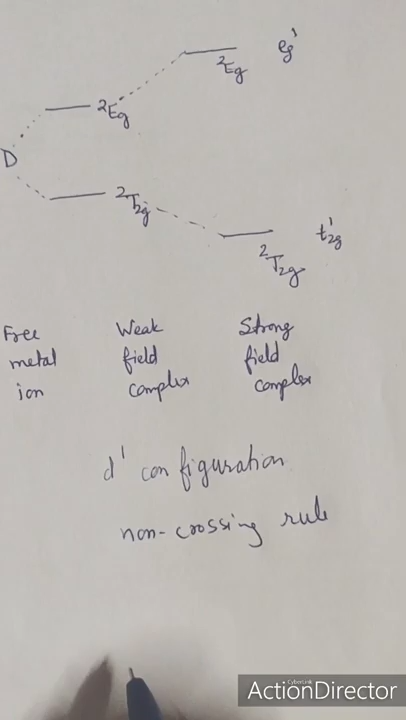 ²Eg eg¹
²Eg
D
²T₂g
t₂g¹
²T₂g
Free Weak Strong
metal field field
ion complex complex
d¹ configuration
non-crossing rule
CyberLink
ActionDirector